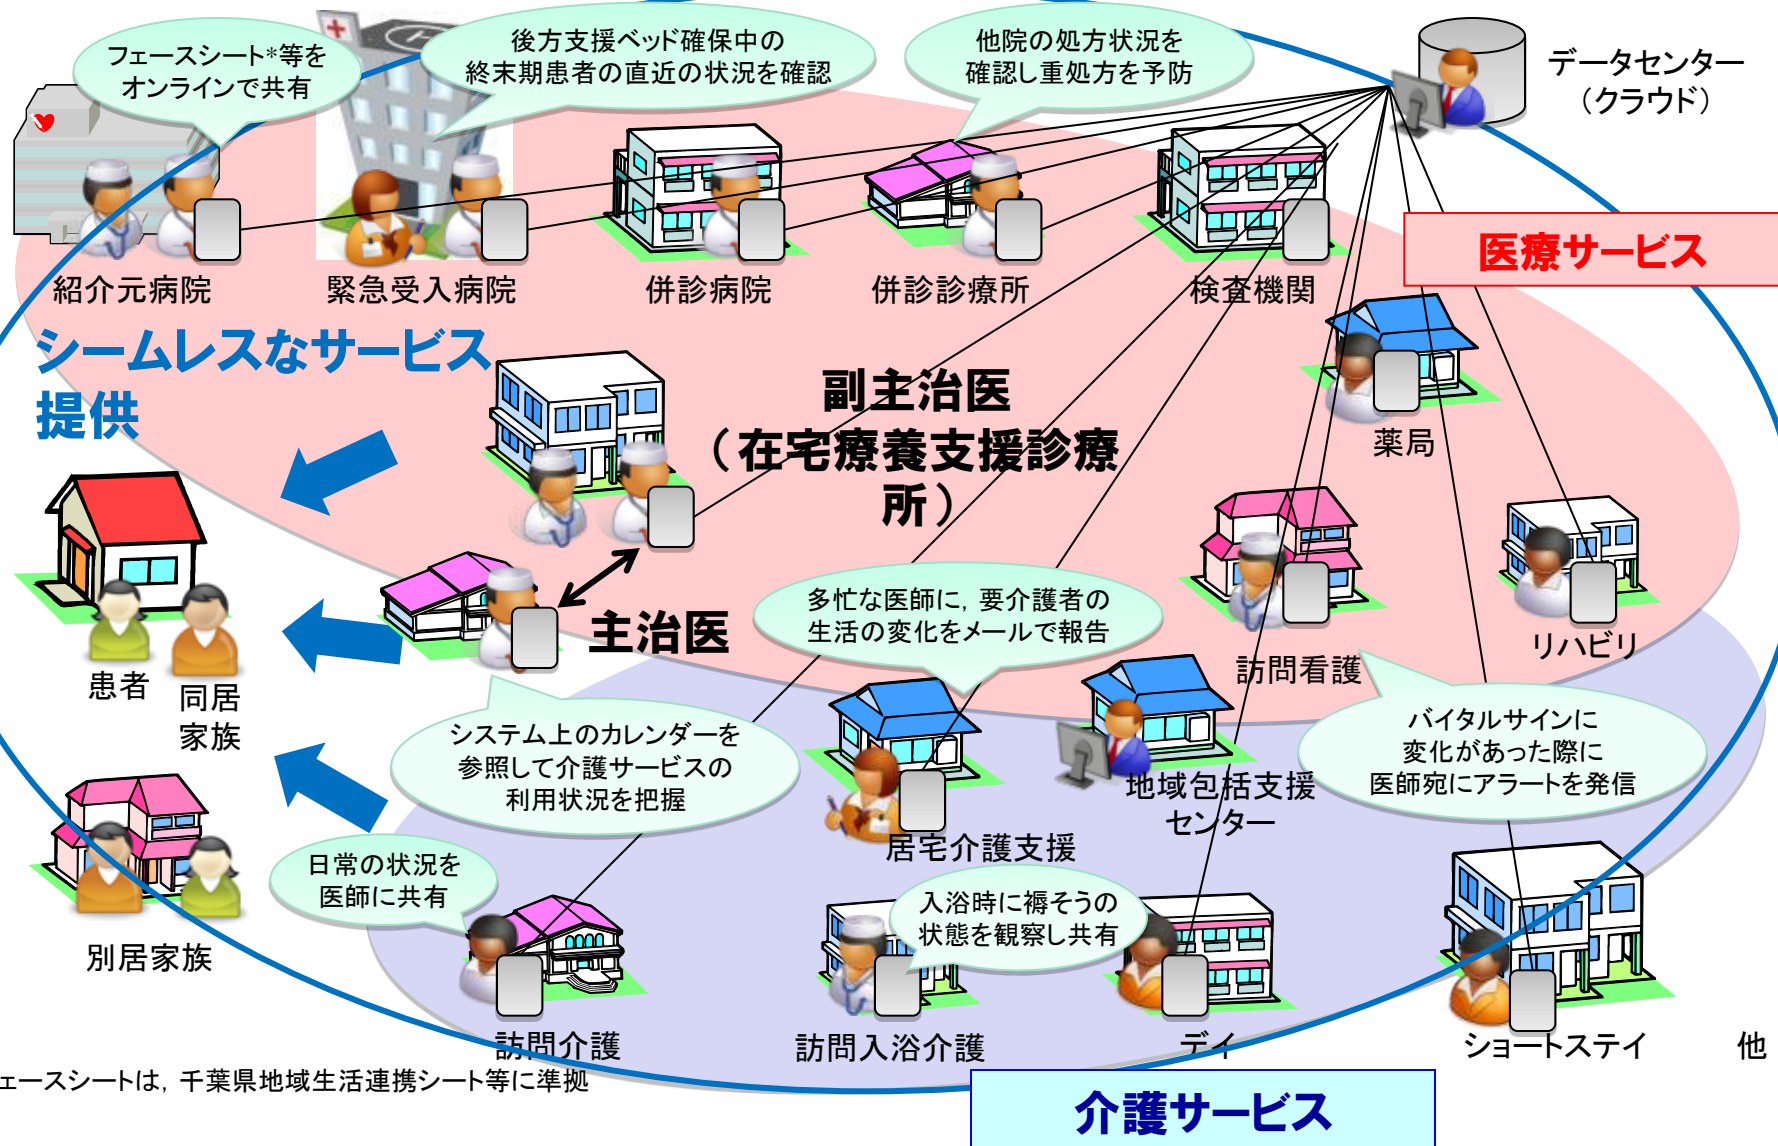 フェースシート*等を
オンラインで共有
後方支援ベッド確保中の
終末期患者の直近の状況を確認
他院の処方状況を
確認し重処方を予防
データセンター
（クラウド）
医療サービス
紹介元病院
緊急受入病院
併診病院
併診診療所
検査機関
シームレスなサービス
提供
副主治医
（在宅療養支援診療
所）
薬局
主治医
多忙な医師に，要介護者の
生活の変化をメールで報告
訪問看護
リハビリ
患者
同居
家族
システム上のカレンダーを
参照して介護サービスの
利用状況を把握
バイタルサインに
変化があった際に
医師宛にアラートを発信
地域包括支援
センター
居宅介護支援
日常の状況を
医師に共有
入浴時に褥そうの
状態を観察し共有
別居家族
訪問介護
訪問入浴介護
デイ
ショートステイ
他
ェースシートは，千葉県地域生活連携シート等に準拠
介護サービス